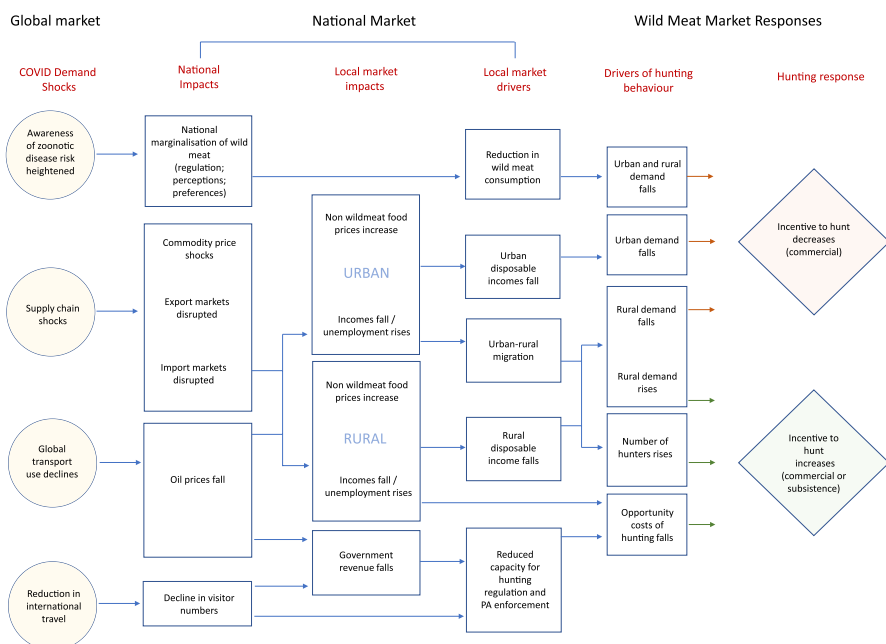 Global market
National Market
Wild Meat Market Responses
COVID Demand
Shocks
National
Impacts
Local market
impacts
Local market
drivers
Drivers of hunting
behaviour
Hunting response
Awareness
of zoonotic
disease risk
heightened
National
marginalisation of wild
meat
(regulation;
perceptions;
preferences)
Reduction in
wild meat
consumption
Urban and rural
demand
falls
Supply chain
shocks
Commodity price
shocks
Export markets
disrupted
Import markets
disrupted
Non wildmeat food
prices increase
URBAN
Incomes fall /
unemployment rises
Urban
disposable
incomes fall
Urban demand
falls
Incentive to hunt
decreases
(commercial)
Urban-rural
migration
Rural demand
falls
Rural demand
rises
Global
transport
use declines
Oil prices fall
Non wildmeat food
prices increase
RURAL
Incomes fall /
unemployment rises
Rural
disposable
income falls
Number of
hunters rises
Incentive to
hunt
increases
(commercial or
subsistence)
Opportunity
costs of
hunting falls
Reduction in
international
travel
Decline in visitor
numbers
Government
revenue falls
Reduced
capacity for
hunting
regulation and
PA enforcement